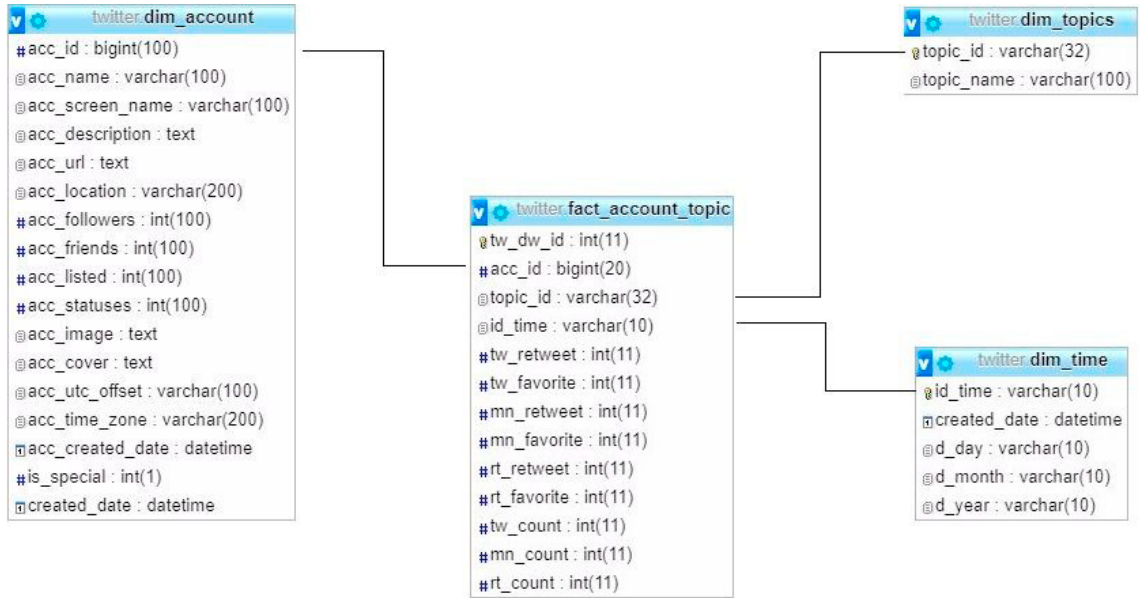 twitter.dim_account
acc_id : bigint(100)
acc_name : varchar(100)
acc_screen_name : varchar(100)
acc_description : text
acc_url : text
acc_location : varchar(200)
acc_followers : int(100)
acc_friends : int(100)
acc_listed : int(100)
acc_statuses : int(100)
acc_image : text
acc_cover : text
acc_utc_offset : varchar(100)
acc_time_zone : varchar(200)
acc_created_date : datetime
is_special : int(1)
created_date : datetime
twitter.fact_account_topic
tw_dw_id : int(11)
acc_id : bigint(20)
topic_id : varchar(32)
id_time : varchar(10)
tw_retweet : int(11)
tw_favorite : int(11)
mn_retweet : int(11)
mn_favorite : int(11)
rt_retweet : int(11)
rt_favorite : int(11)
tw_count : int(11)
mn_count : int(11)
rt_count : int(11)
twitter.dim_topics
topic_id : varchar(32)
topic_name : varchar(100)
twitter.dim_time
id_time : varchar(10)
created_date : datetime
d_day : varchar(10)
d_month : varchar(10)
d_year : varchar(10)